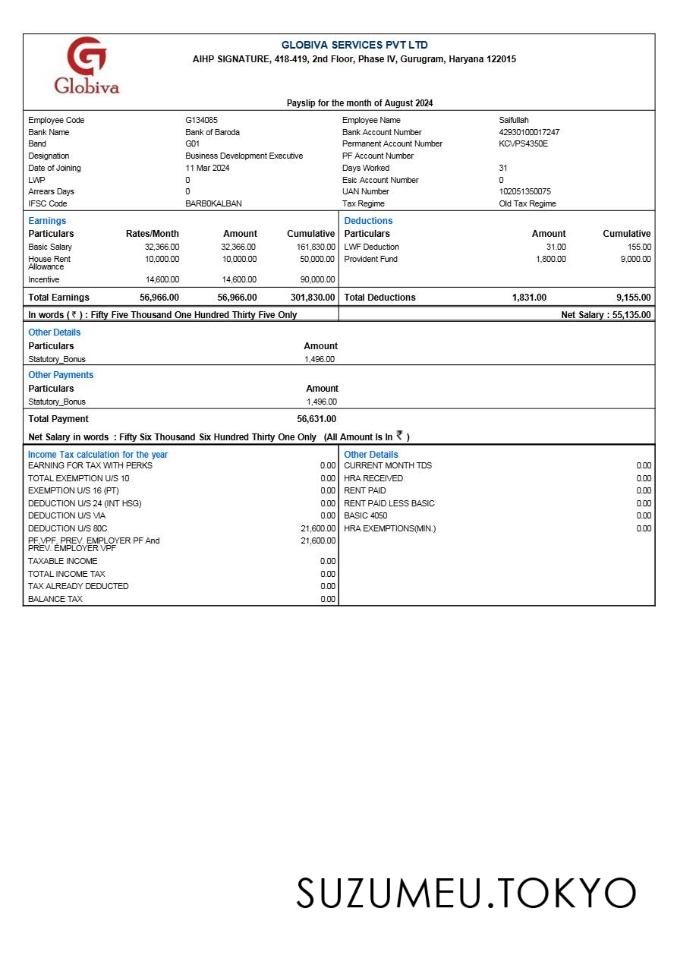 GLOBIVA SERVICES PVT LTD
AIHP SIGNATURE, 418-419, 2nd Floor, Phase IV, Gurugram, Haryana 122015
Globiva
Payslip for the month of August 2024
Employee Code G134085 Employee Name Saifullah
Bank Name Bank of Baroda Bank Account Number 42930100017247
Band G01 Permanent Account Number KCVPS4350E
Designation Business Development Executive PF Account Number
Date of Joining 11 Mar 2024 Days Worked 31
LWP 0 Esic Account Number 0
Arrears Days 0 UAN Number 102051350075
IFSC Code BARB0KALBAN Tax Regime Old Tax Regime
Earnings Deductions
Particulars Rates/Month Amount Cumulative Particulars Amount Cumulative
Basic Salary 32,366.00 32,366.00 161,830.00 LWF Deduction 31.00 155.00
House Rent 10,000.00 10,000.00 50,000.00 Provident Fund 1,800.00 9,000.00
Allowance
Incentive 14,600.00 14,600.00 90,000.00
Total Earnings 56,966.00 56,966.00 301,830.00 Total Deductions 1,831.00 9,155.00
In words ( ₹ ) : Fifty Five Thousand One Hundred Thirty Five Only Net Salary : 55,135.00
Other Details
Particulars Amount
Statutory_Bonus 1,496.00
Other Payments
Particulars Amount
Statutory_Bonus 1,496.00
Total Payment 56,631.00
Net Salary in words : Fifty Six Thousand Six Hundred Thirty One Only (All Amount Is In ₹ )
Income Tax calculation for the year Other Details
EARNING FOR TAX WITH PERKS 0.00 CURRENT MONTH TDS 0.00
TOTAL EXEMPTION U/S 10 0.00 HRA RECEIVED 0.00
EXEMPTION U/S 16 (PT) 0.00 RENT PAID 0.00
DEDUCTION U/S 24 (INT HSG) 0.00 RENT PAID LESS BASIC 0.00
DEDUCTION U/S VIA 0.00 BASIC 4050 0.00
DEDUCTION U/S 80C 21,600.00 HRA EXEMPTIONS(MIN.) 0.00
PF,VPF, PREV. EMPLOYER PF And 21,600.00
PREV. EMPLOYER VPF
TAXABLE INCOME 0.00
TOTAL INCOME TAX 0.00
TAX ALREADY DEDUCTED 0.00
BALANCE TAX 0.00
SUZUMEU.TOKYO